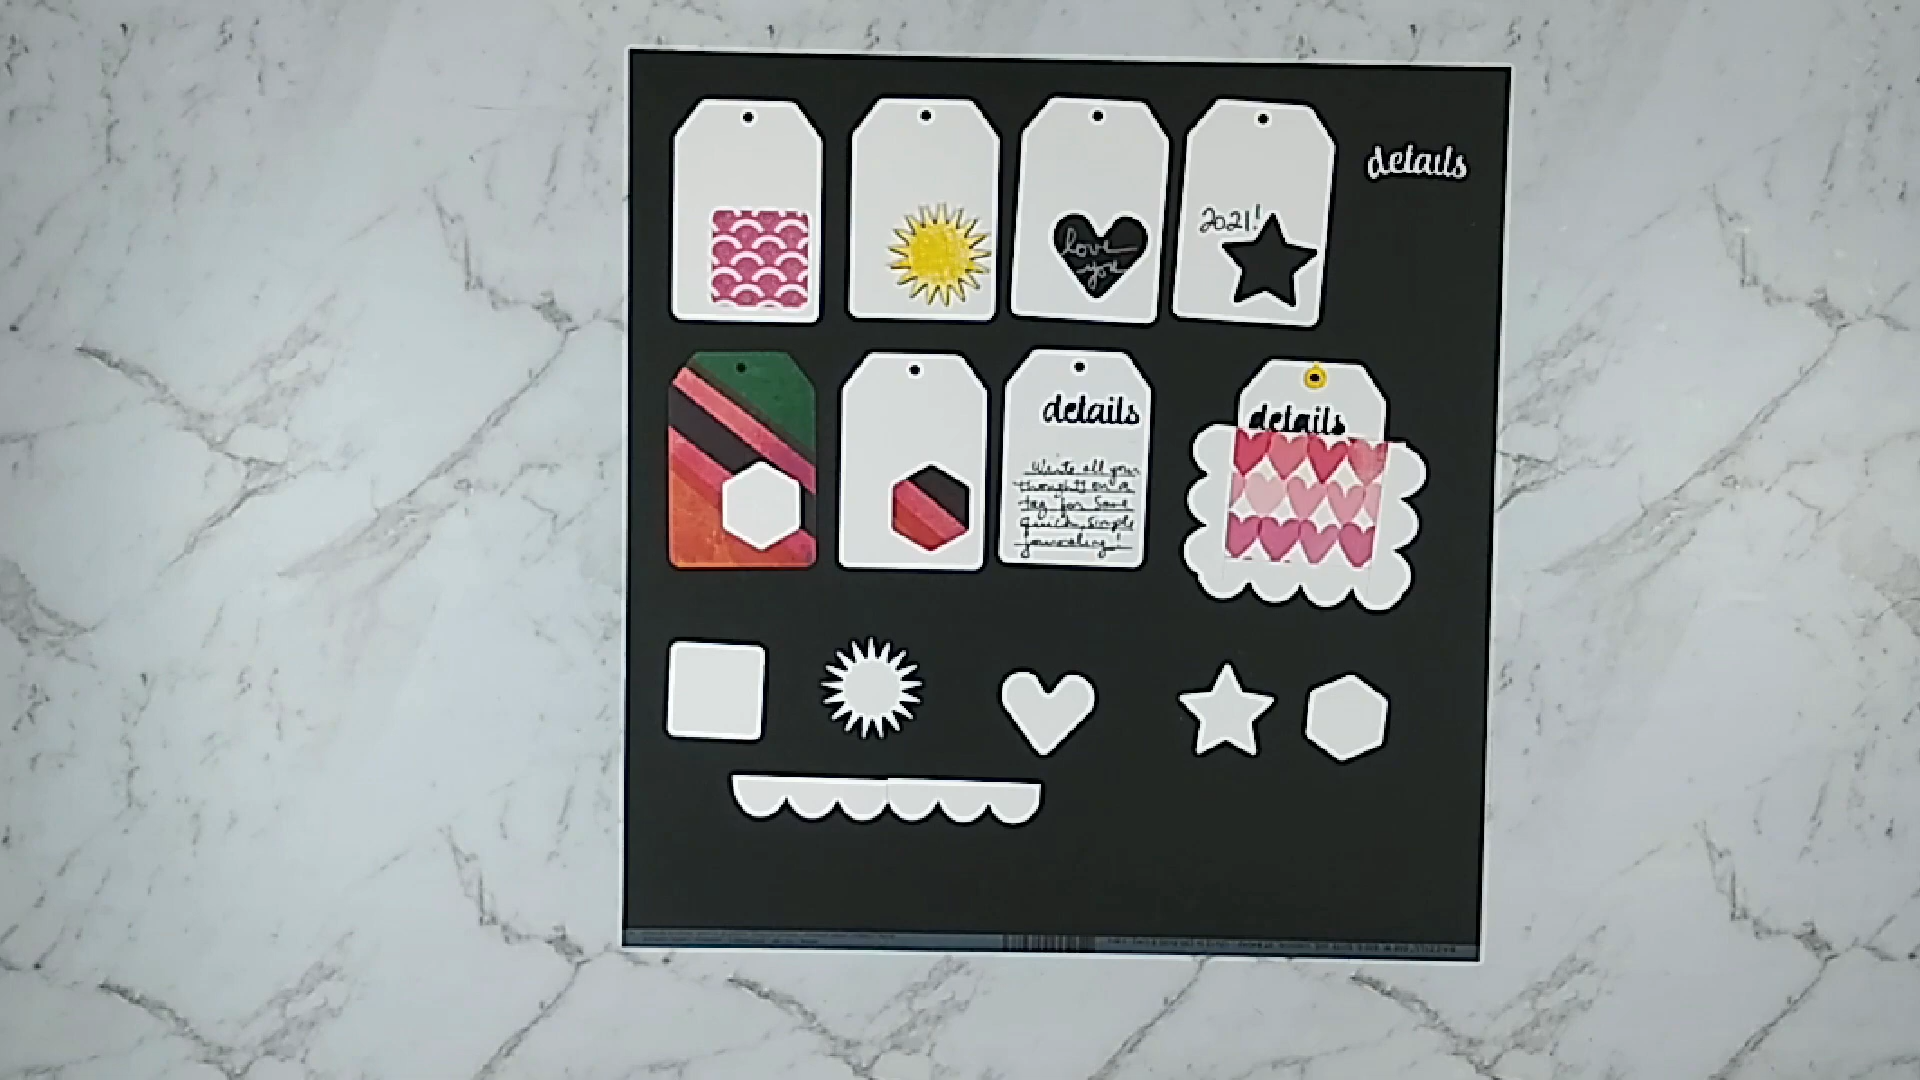 details
2021!
love
you
details
details
Write all your
thoughts on a
tag for some
quick, simple
journaling!